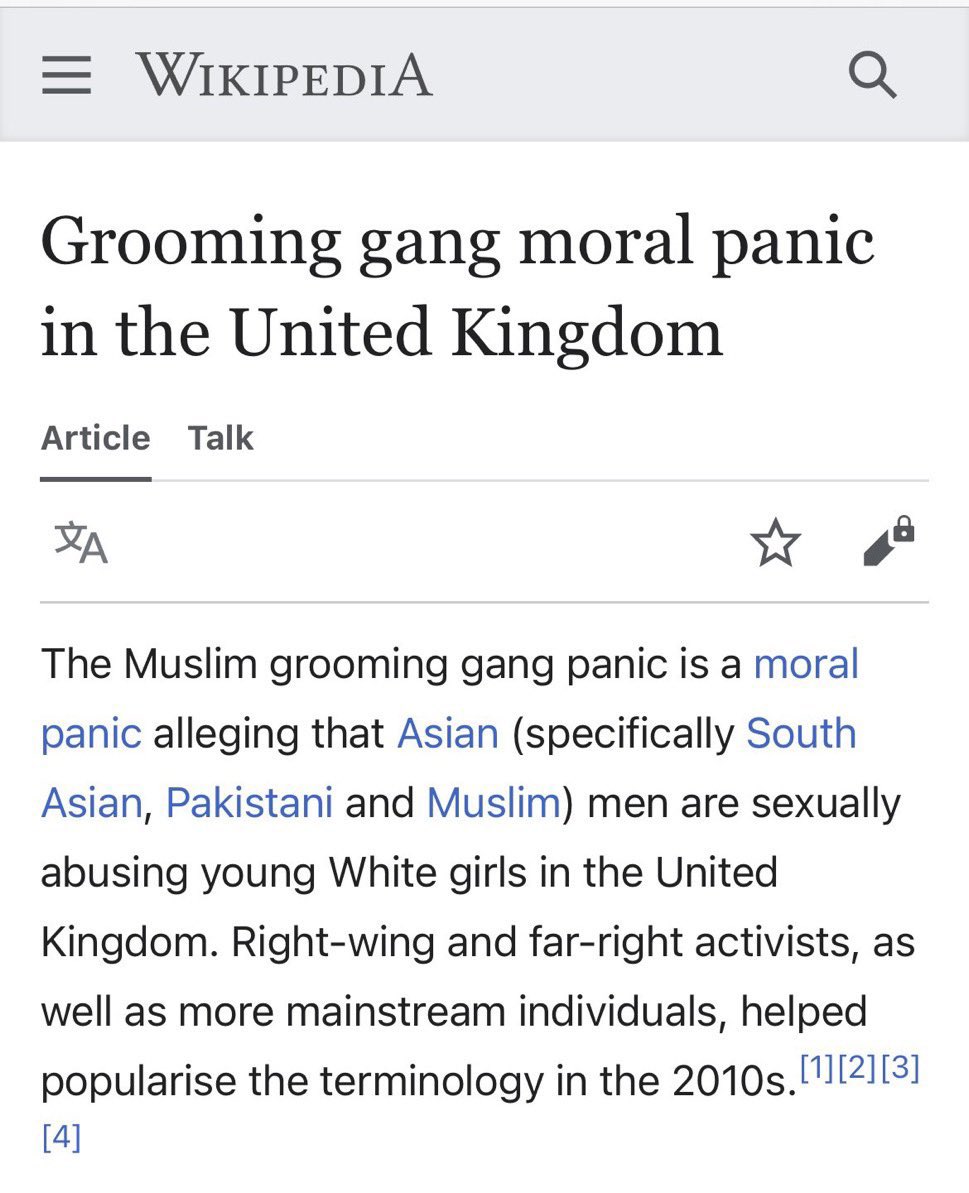 WIKIPEDIA
Grooming gang moral panic
in the United Kingdom
Article Talk
文A
The Muslim grooming gang panic is a moral
panic alleging that Asian (specifically South
Asian, Pakistani and Muslim) men are sexually
abusing young White girls in the United
Kingdom. Right-wing and far-right activists, as
well as more mainstream individuals, helped
popularise the terminology in the 2010s.[1][2][3]
[4]